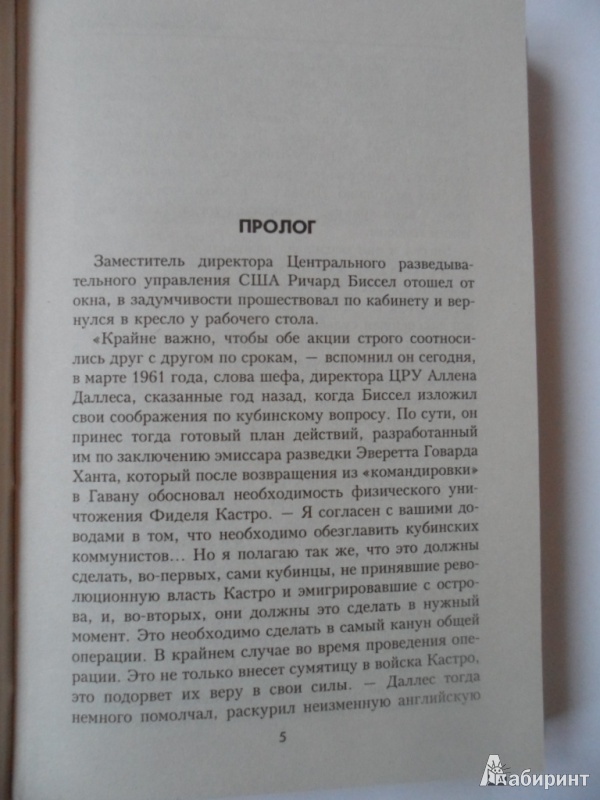 ПРОЛОГ
Заместитель директора Центрального разведыва-
тельного управления США Ричард Биссел отошел от
окна, в задумчивости прошествовал по кабинету и вер-
нулся в кресло у рабочего стола.
«Крайне важно, чтобы обе акции строго соотноси-
лись друг с другом по срокам, — вспомнил он сегодня,
в марте 1961 года, слова шефа, директора ЦРУ Аллена
Даллеса, сказанные год назад, когда Биссел изложил
свои соображения по кубинскому вопросу. По сути, он
принес тогда готовый план действий, разработанный
им по заключению эмиссара разведки Эверетта Говарда
Ханта, который после возвращения из «командировки»
в Гавану обосновал необходимость физического уни-
чтожения Фиделя Кастро. — Я согласен с вашими до-
водами в том, что необходимо обезглавить кубинских
коммунистов... Но я полагаю так же, что это должны
сделать, во-первых, сами кубинцы, не принявшие рево-
люционную власть Кастро и эмигрировавшие с остро-
ва, и, во-вторых, они должны это сделать в нужный
момент. Это необходимо сделать в самый канун общей
операции. В крайнем случае во время проведения опе-
рации. Это не только внесет сумятицу в войска Кастро,
это подорвет их веру в свои силы. — Даллес тогда
немного помолчал, раскурил неизменную английскую
5
Лабиринт